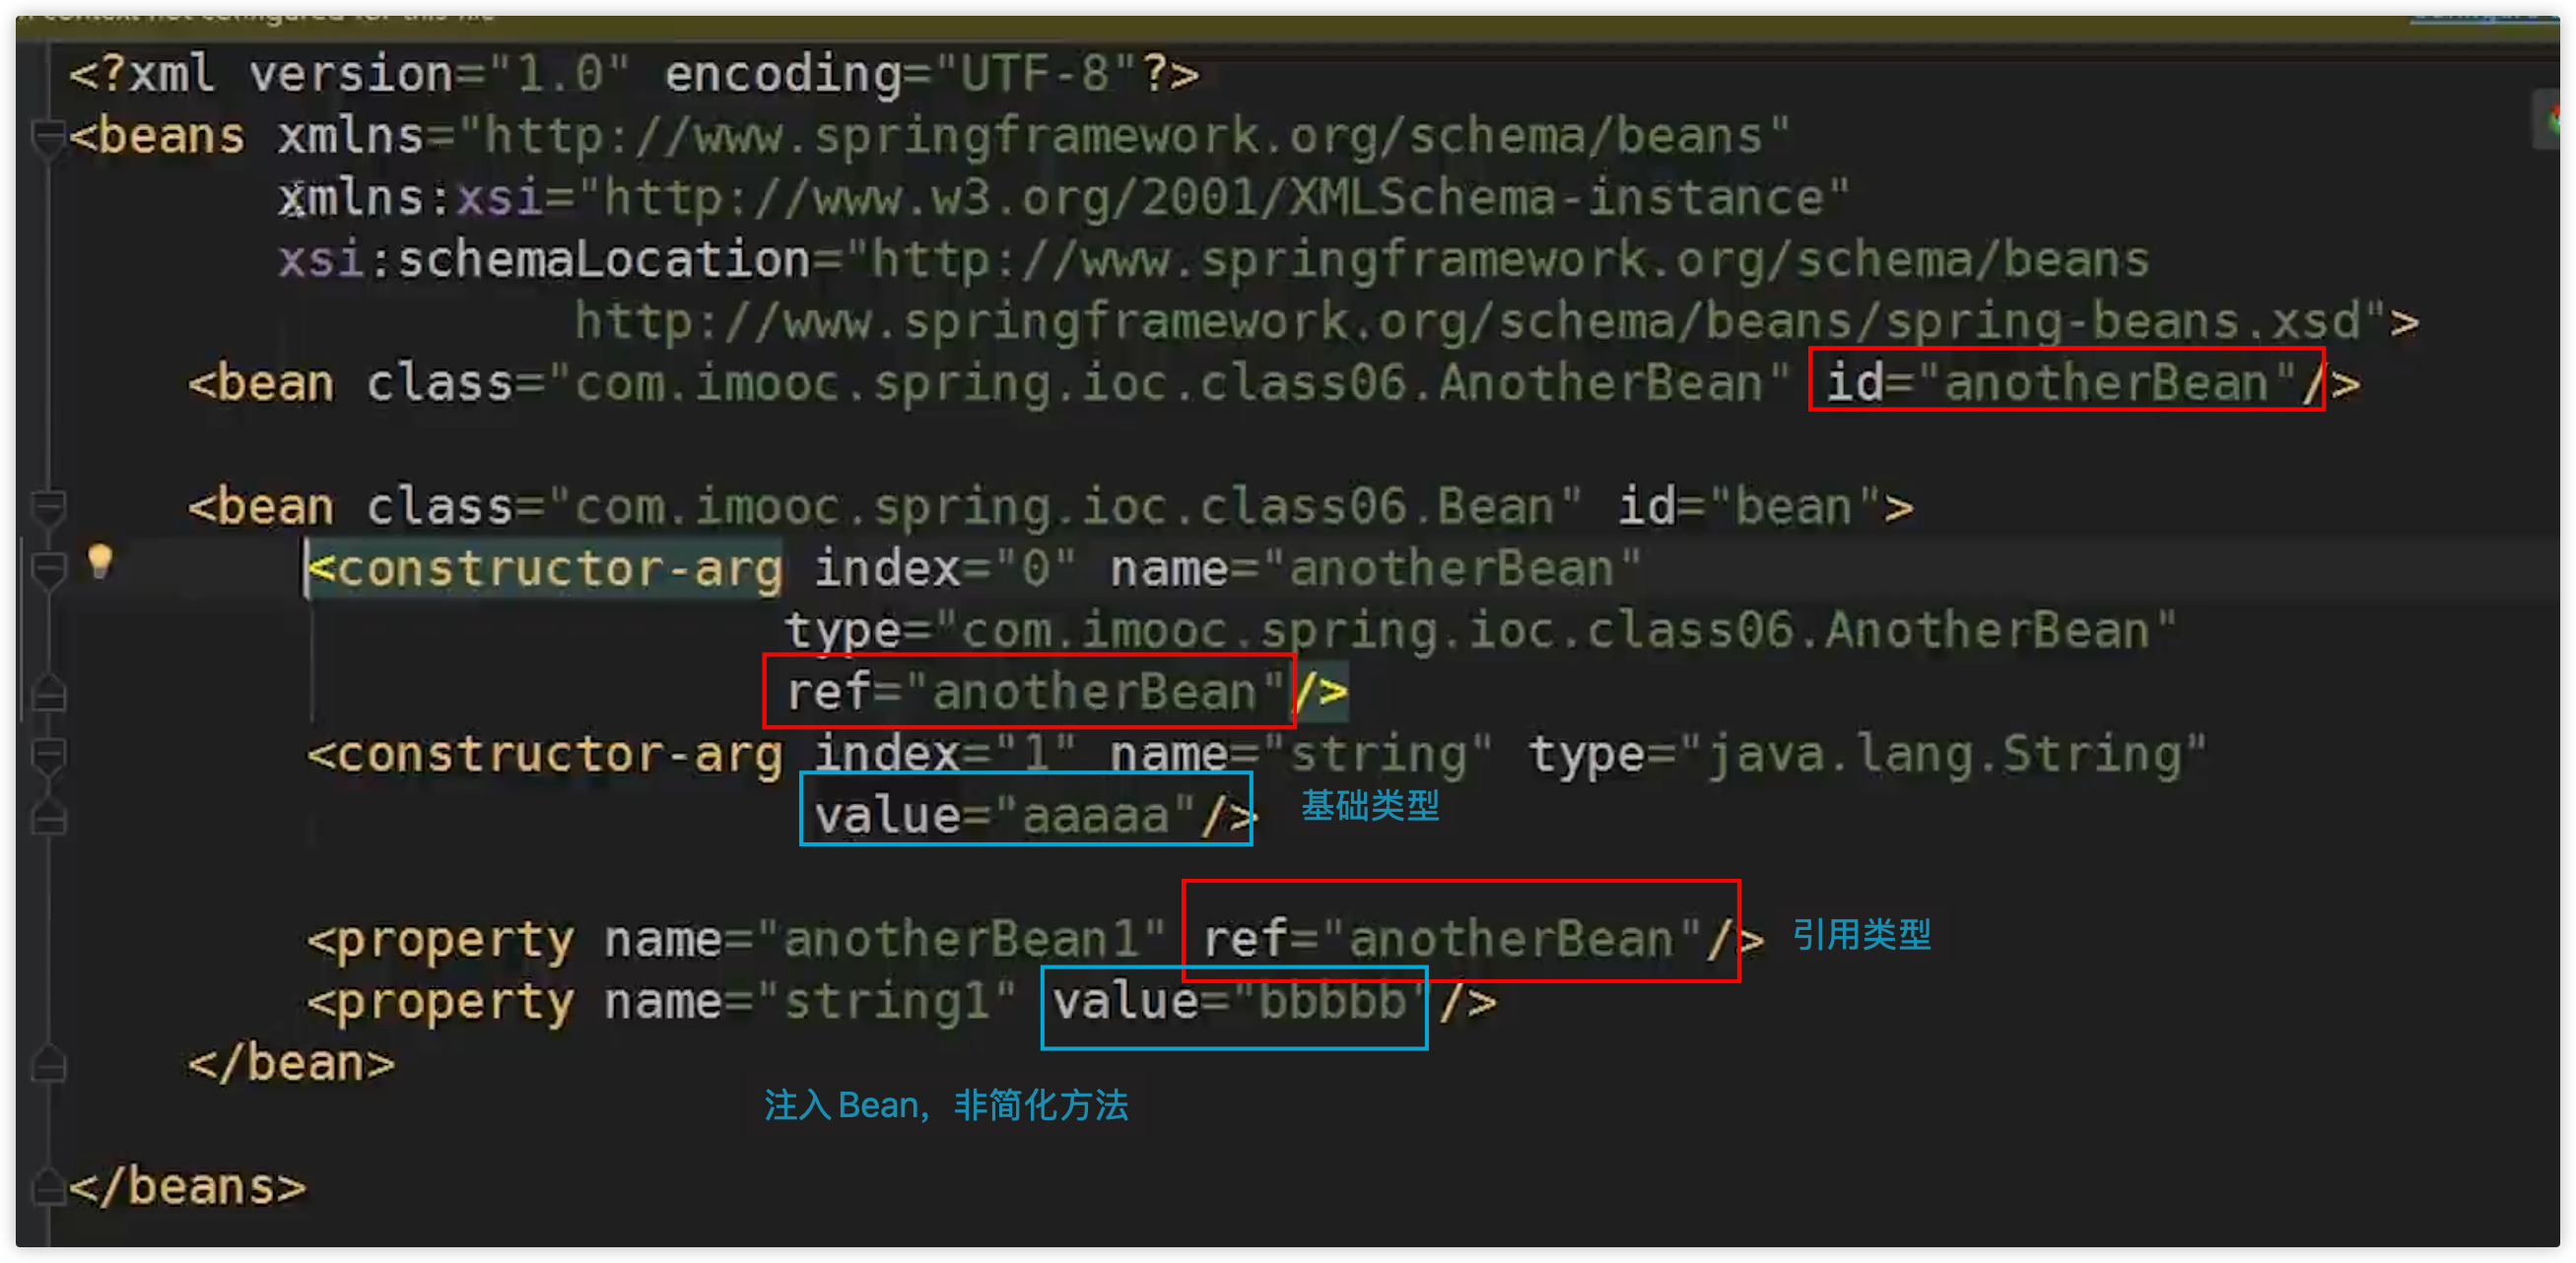 <?xml version="1.0" encoding="UTF-8"?>
<beans xmlns="http://www.springframework.org/schema/beans"
xmlns:xsi="http://www.w3.org/2001/XMLSchema-instance"
xsi:schemaLocation="http://www.springframework.org/schema/beans
http://www.springframework.org/schema/beans/spring-beans.xsd">
<bean class="com.imooc.spring.ioc.class06.AnotherBean" id="anotherBean"/>
<bean class="com.imooc.spring.ioc.class06.Bean" id="bean">
<constructor-arg index="0" name="anotherBean"
type="com.imooc.spring.ioc.class06.AnotherBean"
ref="anotherBean"/>
<constructor-arg index="1" name="string" type="java.lang.String"
value="aaaaa"/> 基础类型
<property name="anotherBean1" ref="anotherBean"/> 引用类型
<property name="string1" value="bbbbb"/>
</bean>
注入Bean，非简化方法
</beans>